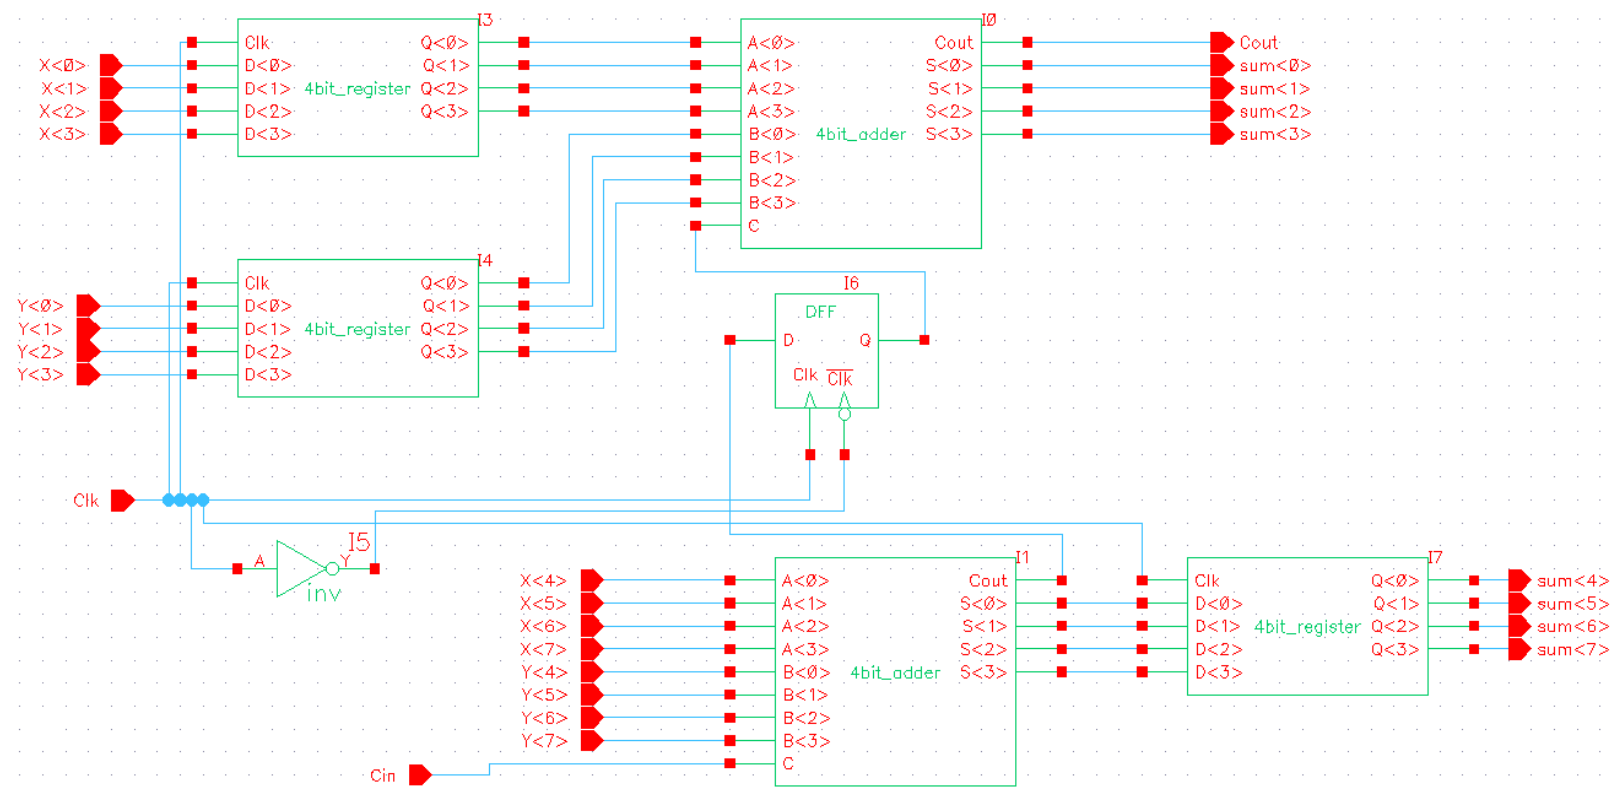 I3
Clk
D<0>
D<1>
D<2>
D<3>
4bit_register
Q<0>
Q<1>
Q<2>
Q<3>
X<0>
X<1>
X<2>
X<3>
I0
A<0>
A<1>
A<2>
A<3>
B<0>
B<1>
B<2>
B<3>
C
4bit_adder
Cout
S<0>
S<1>
S<2>
S<3>
Cout
sum<0>
sum<1>
sum<2>
sum<3>
I4
Y<0>
Y<1>
Y<2>
Y<3>
Clk
D<0>
D<1>
D<2>
D<3>
4bit_register
Q<0>
Q<1>
Q<2>
Q<3>
I6
DFF
D
Q
Clk
Clk
Clk
I5
A
Y
inv
I1
X<4>
X<5>
X<6>
X<7>
Y<4>
Y<5>
Y<6>
Y<7>
Cin
A<0>
A<1>
A<2>
A<3>
B<0>
B<1>
B<2>
B<3>
C
4bit_adder
Cout
S<0>
S<1>
S<2>
S<3>
I7
Clk
D<0>
D<1>
D<2>
D<3>
4bit_register
Q<0>
Q<1>
Q<2>
Q<3>
sum<4>
sum<5>
sum<6>
sum<7>